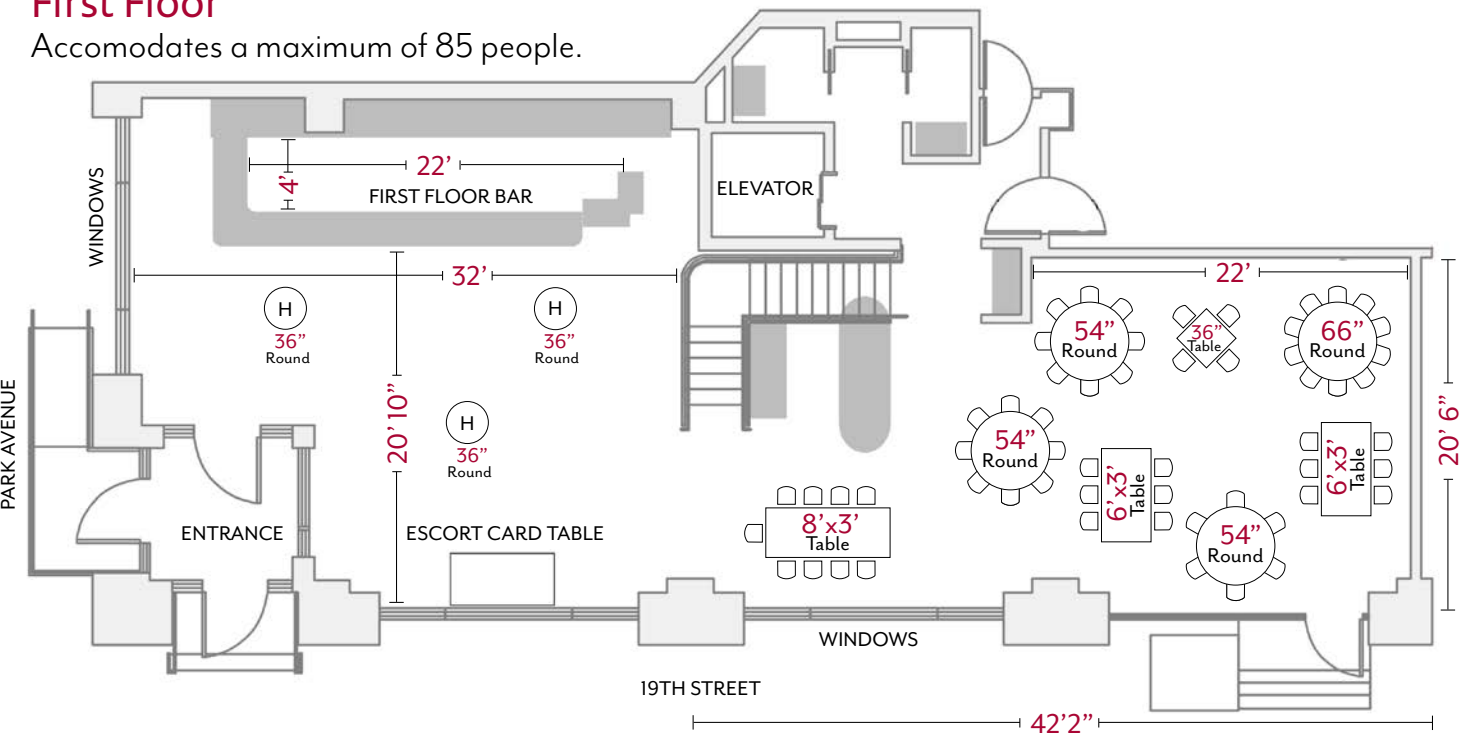 First Floor
Accomodates a maximum of 85 people.
WINDOWS
22'
4'
FIRST FLOOR BAR
ELEVATOR
32'
22'
H
36”
Round
H
36”
Round
H
36”
Round
20' 10”
54”
Round
36”
Table
66”
Round
54”
Round
6'x3'
Table
6'x3'
Table
54”
Round
20' 6”
PARK AVENUE
ENTRANCE
ESCORT CARD TABLE
8'x3'
Table
WINDOWS
19TH STREET
42'2”